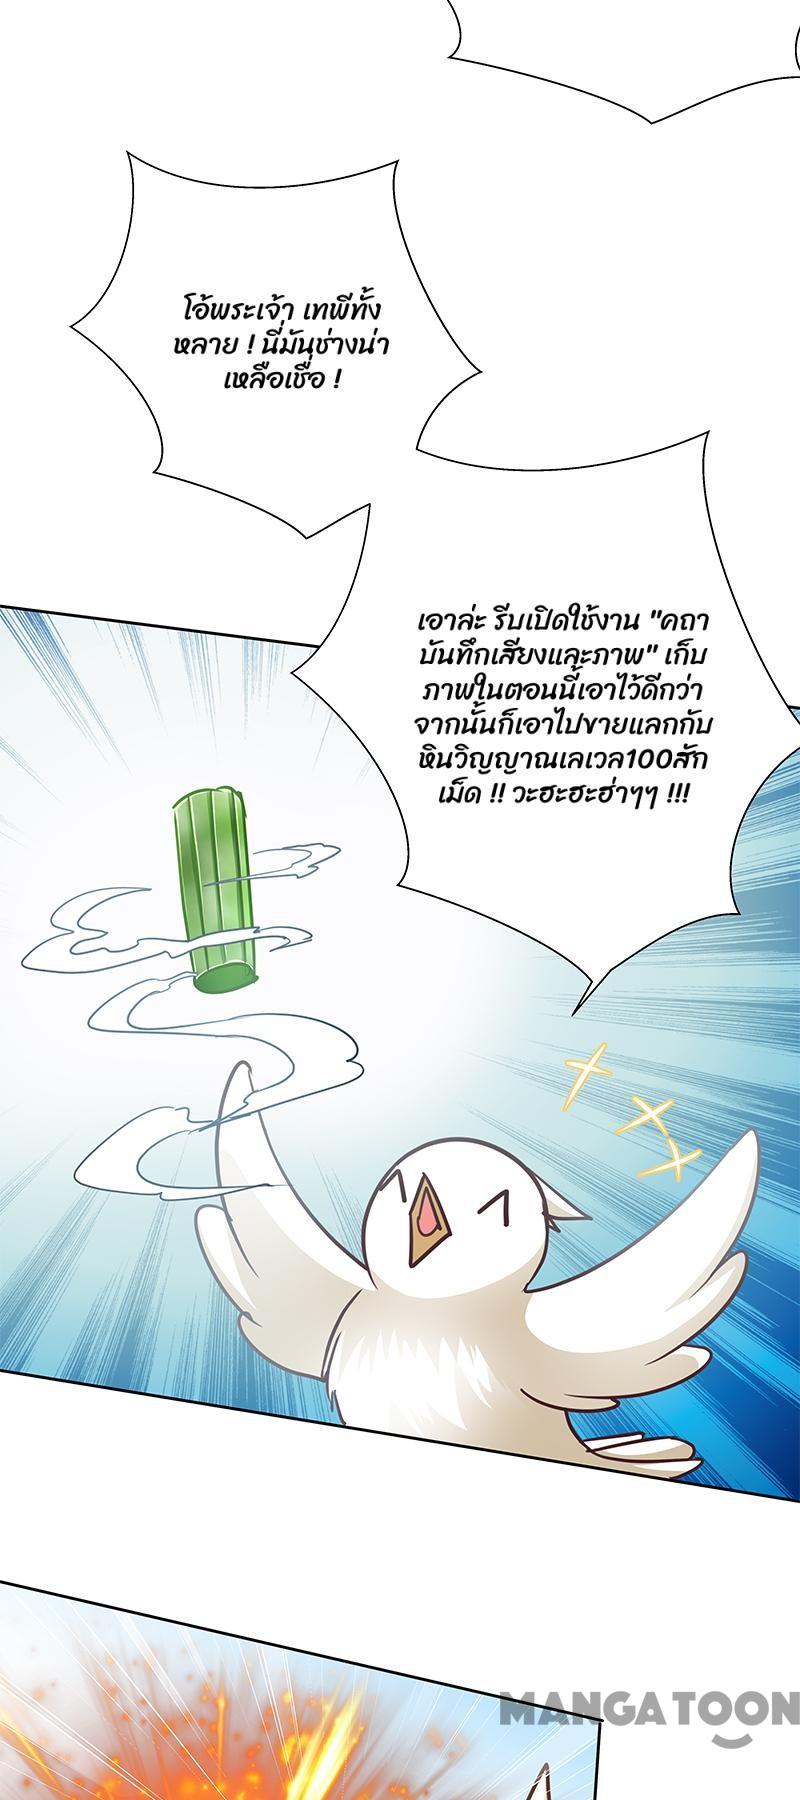 โอ้พระเจ้า เทพีทั้ง
หลาย ! นี่มันช่างน่า
เหลือเชื่อ !
เอาล่ะ รีบเปิดใช้งาน "คถา
บันทึกเสียงและภาพ" เก็บ
ภาพในตอนนี้เอาไว้ดีกว่า
จากนั้นก็เอาไปขายแลกกับ
หินวิญญาณเลเวล100สัก
เม็ด !! วะฮะฮะฮ่าๆๆ !!!
MANGATOON